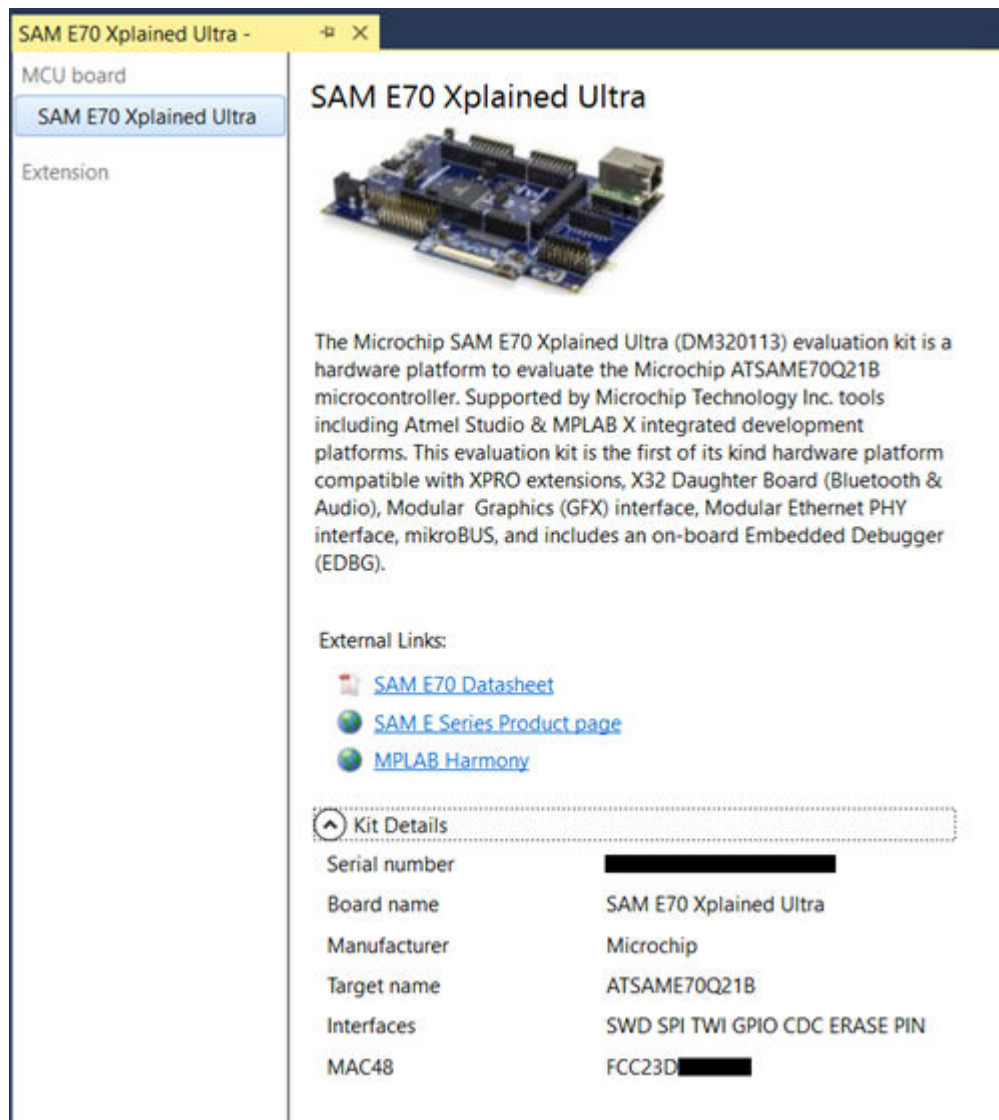 SAM E70 Xplained Ultra -
MCU board
SAM E70 Xplained Ultra
Extension
SAM E70 Xplained Ultra
The Microchip SAM E70 Xplained Ultra (DM320113) evaluation kit is a
hardware platform to evaluate the Microchip ATSAME70Q21B
microcontroller. Supported by Microchip Technology Inc. tools
including Atmel Studio & MPLAB X integrated development
platforms. This evaluation kit is the first of its kind hardware platform
compatible with XPRO extensions, X32 Daughter Board (Bluetooth &
Audio), Modular Graphics (GFX) interface, Modular Ethernet PHY
interface, mikroBUS, and includes an on-board Embedded Debugger
(EDBG).
External Links:
SAM E70 Datasheet
SAM E Series Product page
MPLAB Harmony
Kit Details
Serial number
Board name SAM E70 Xplained Ultra
Manufacturer Microchip
Target name ATSAME70Q21B
Interfaces SWD SPI TWI GPIO CDC ERASE PIN
MAC48 FCC23D